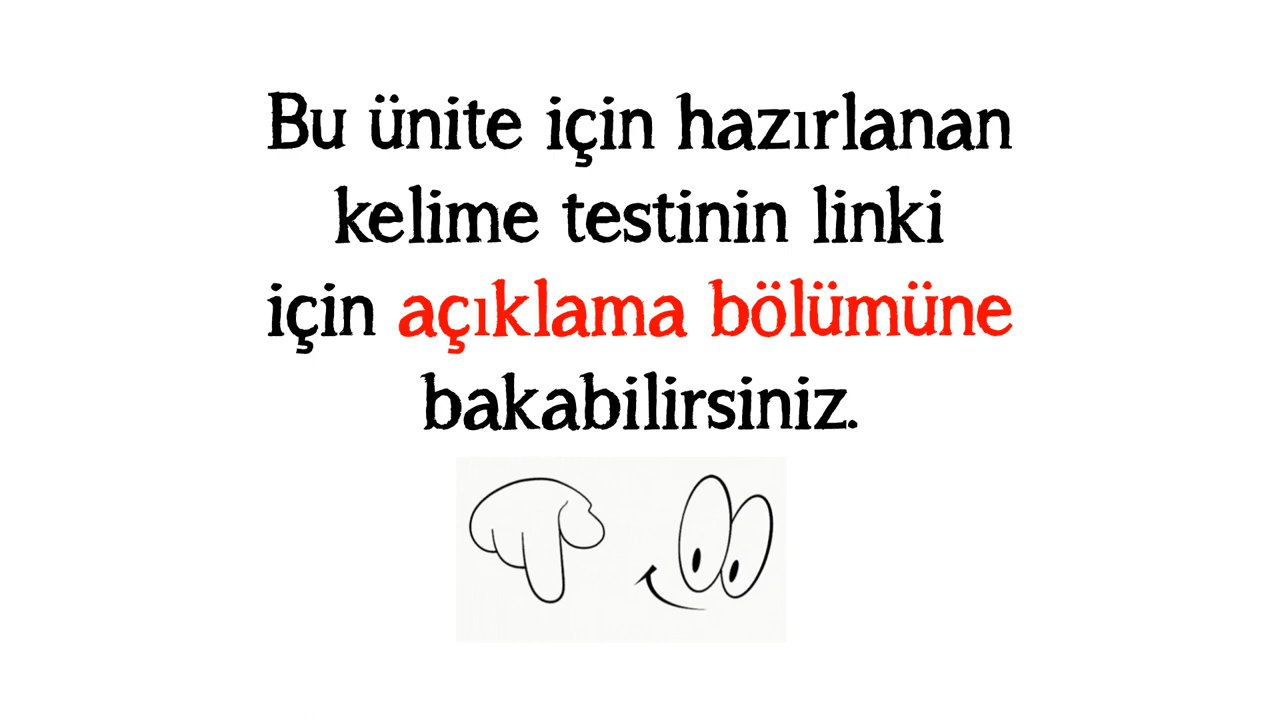 Bu ünite için hazırlanan
kelime testinin linki
için açıklama bölümüne
bakabilirsiniz.